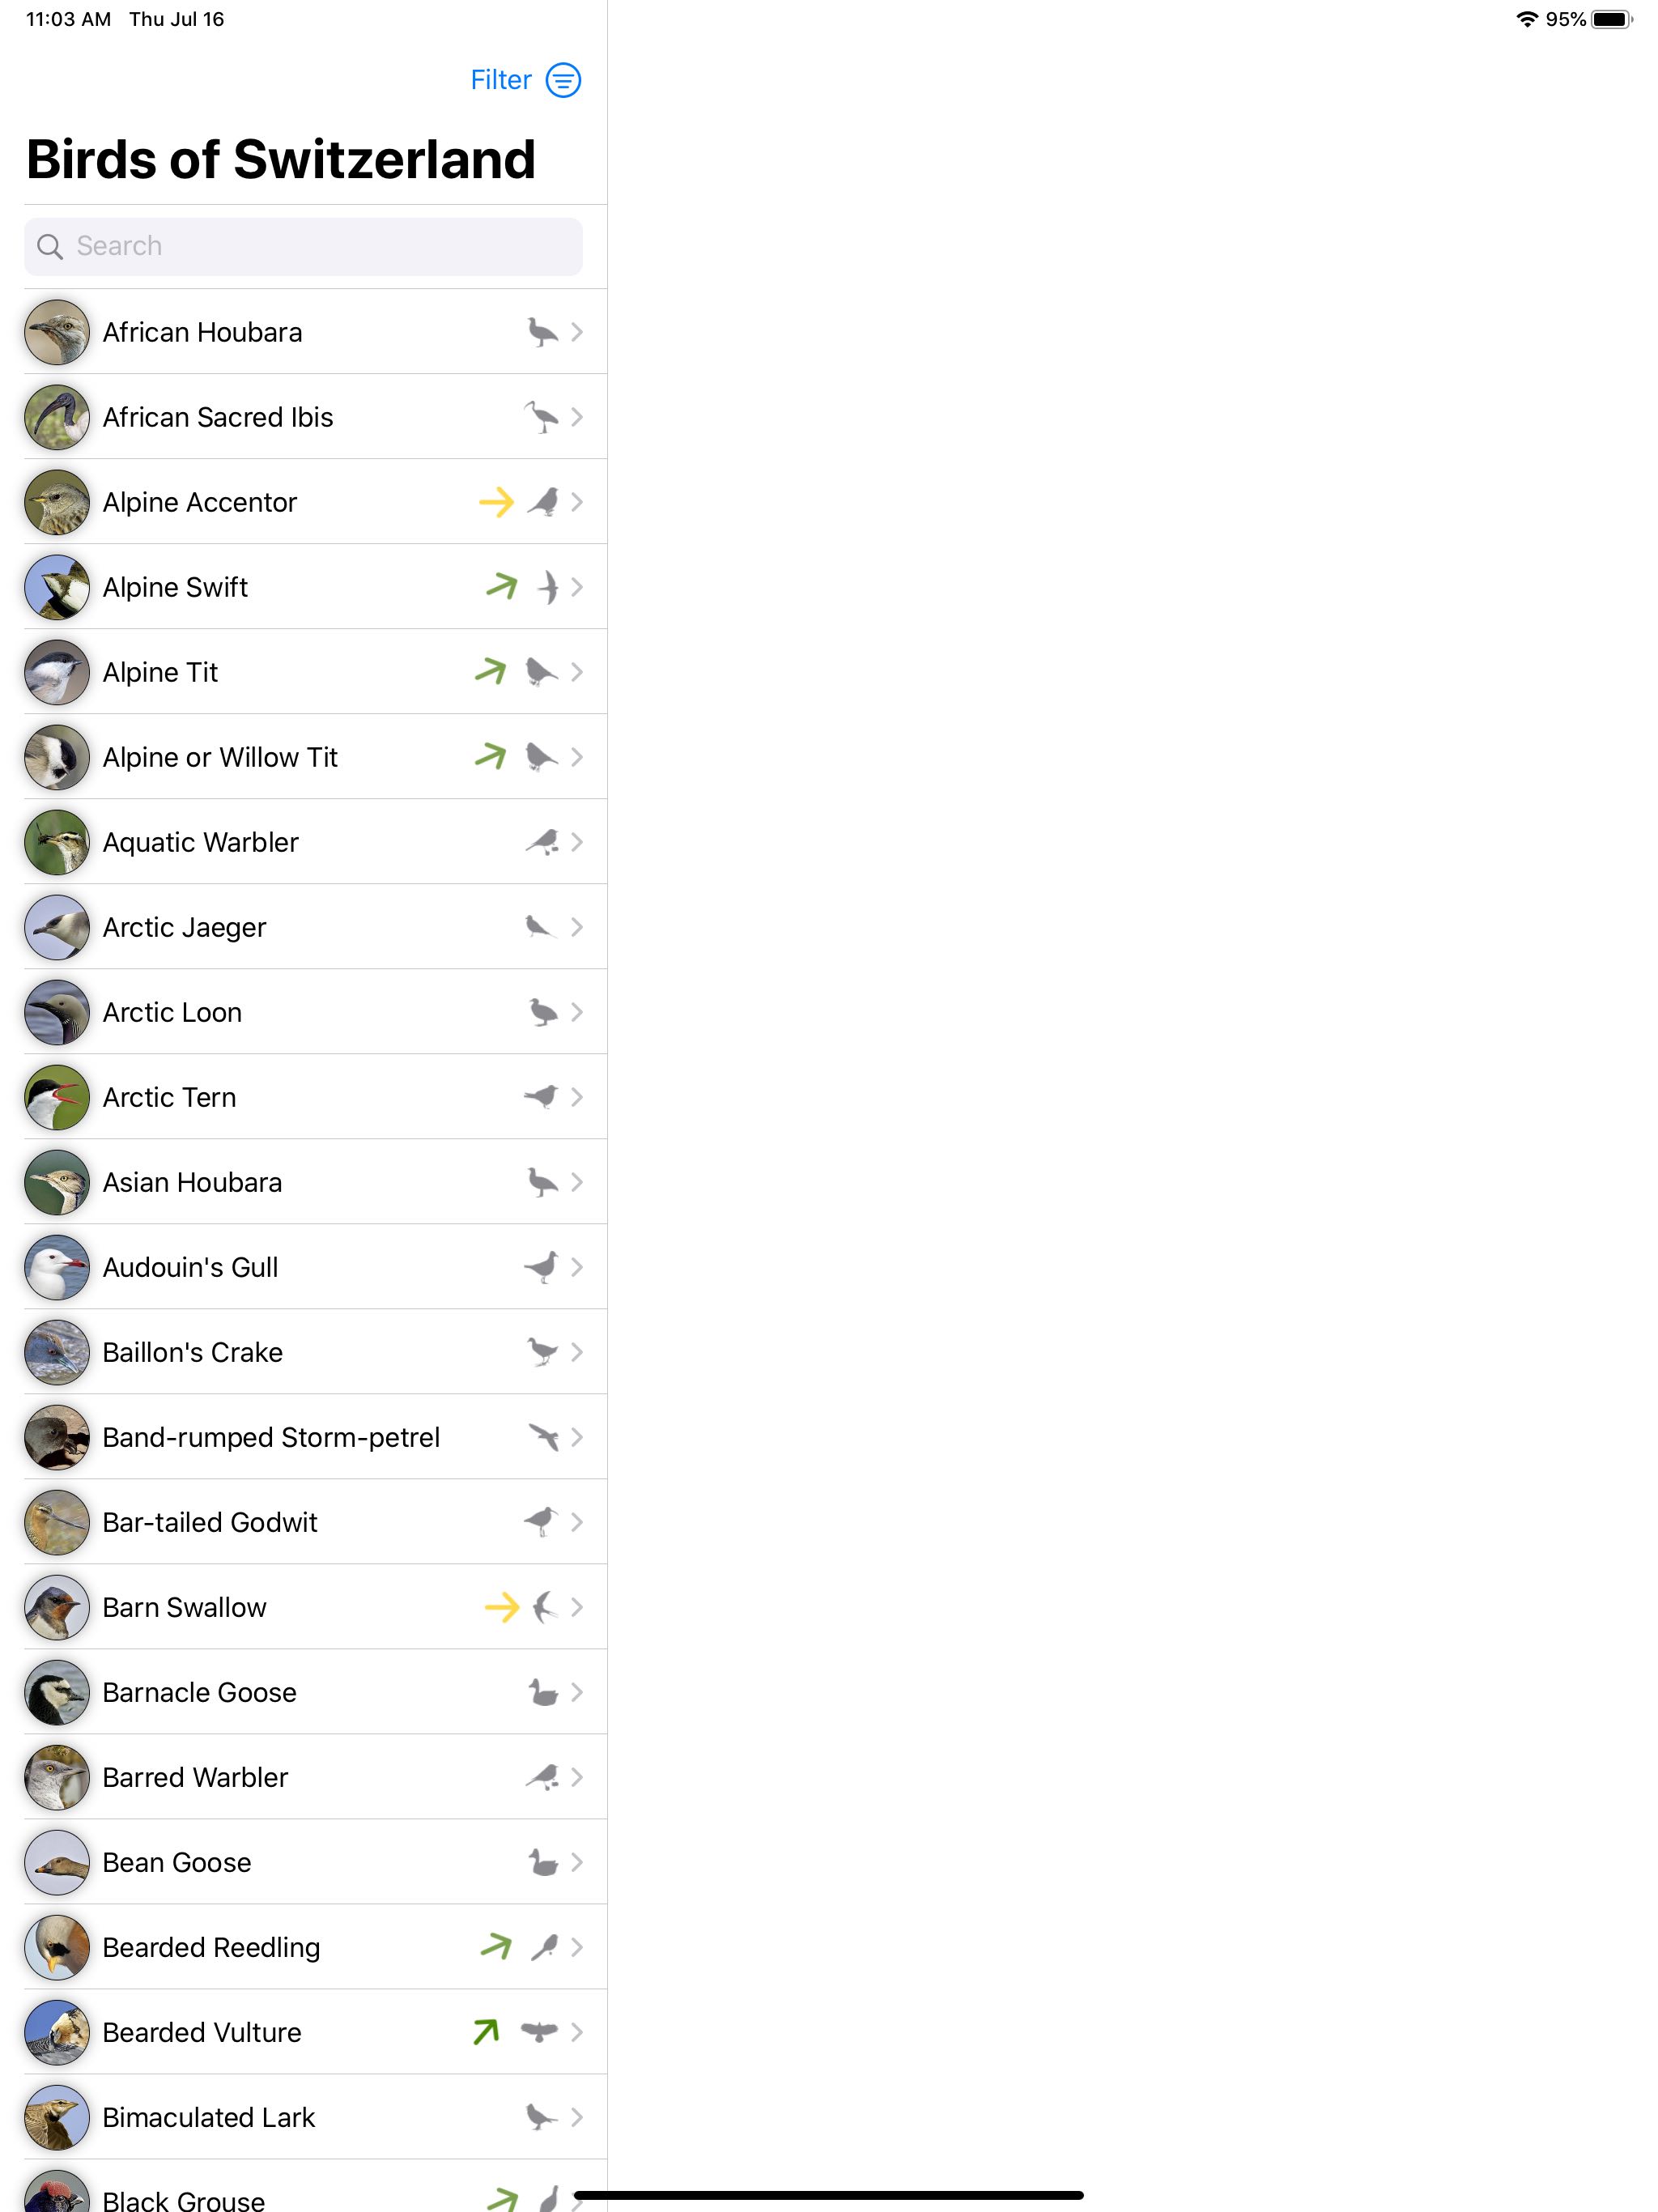 11:03 AM Thu Jul 16
95%
Filter
Birds of Switzerland
Search
African Houbara
African Sacred Ibis
Alpine Accentor
Alpine Swift
Alpine Tit
Alpine or Willow Tit
Aquatic Warbler
Arctic Jaeger
Arctic Loon
Arctic Tern
Asian Houbara
Audouin's Gull
Baillon's Crake
Band-rumped Storm-petrel
Bar-tailed Godwit
Barn Swallow
Barnacle Goose
Barred Warbler
Bean Goose
Bearded Reedling
Bearded Vulture
Bimaculated Lark
Black Grouse